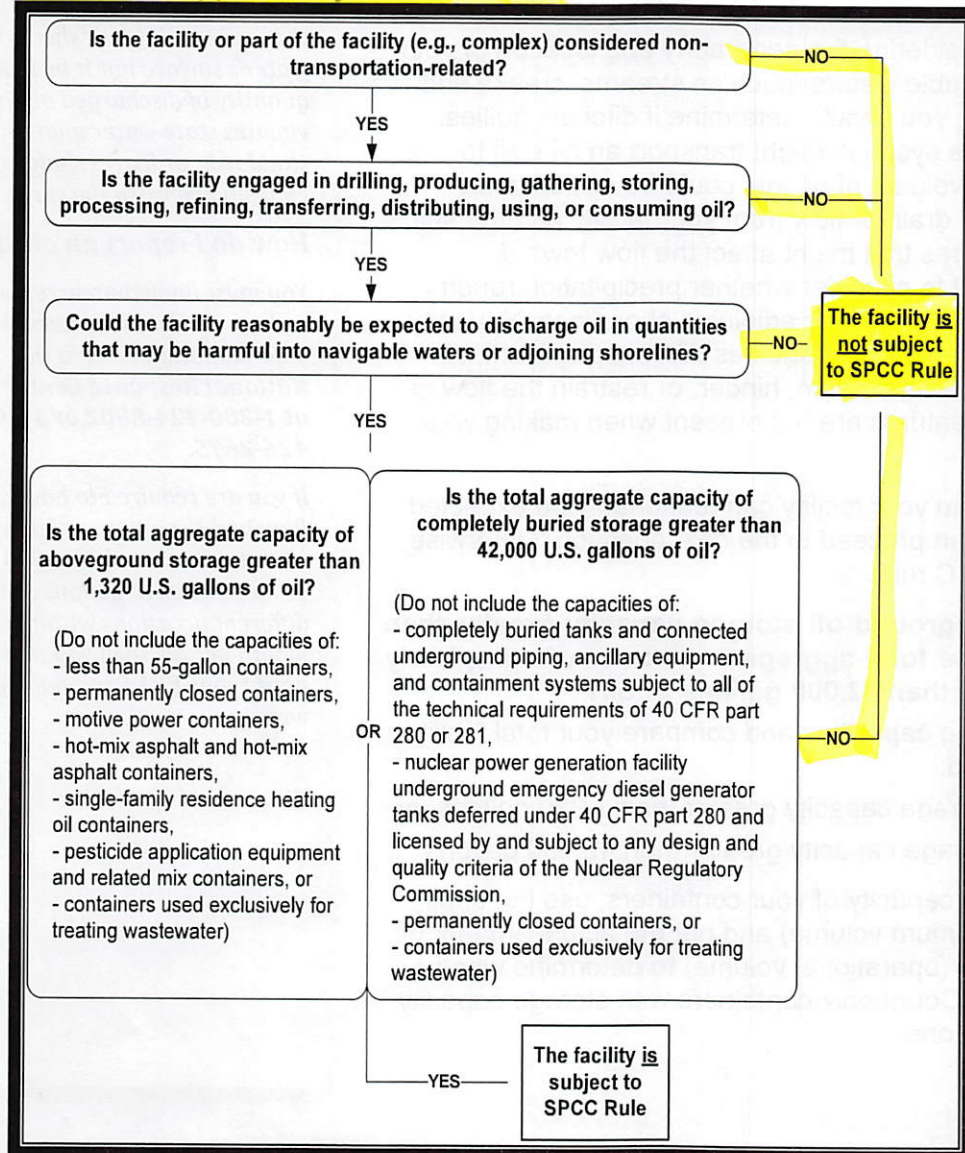 Is the facility or part of the facility (e.g., complex) considered non-
transportation-related?
NO
YES
Is the facility engaged in drilling, producing, gathering, storing,
processing, refining, transferring, distributing, using, or consuming oil?
NO
YES
Could the facility reasonably be expected to discharge oil in quantities
that may be harmful into navigable waters or adjoining shorelines?
NO
The facility is
not subject
to SPCC Rule
YES
Is the total aggregate capacity of
aboveground storage greater than
1,320 U.S. gallons of oil?
(Do not include the capacities of:
- less than 55-gallon containers,
- permanently closed containers,
- motive power containers,
- hot-mix asphalt and hot-mix
asphalt containers,
- single-family residence heating
oil containers,
- pesticide application equipment
and related mix containers, or
- containers used exclusively for
treating wastewater)
OR
Is the total aggregate capacity of
completely buried storage greater than
42,000 U.S. gallons of oil?
(Do not include the capacities of:
- completely buried tanks and connected
underground piping, ancillary equipment,
and containment systems subject to all of
the technical requirements of 40 CFR part
280 or 281,
- nuclear power generation facility
underground emergency diesel generator
tanks deferred under 40 CFR part 280 and
licensed by and subject to any design and
quality criteria of the Nuclear Regulatory
Commission,
- permanently closed containers, or
- containers used exclusively for treating
wastewater)
NO
YES
The facility is
subject to
SPCC Rule